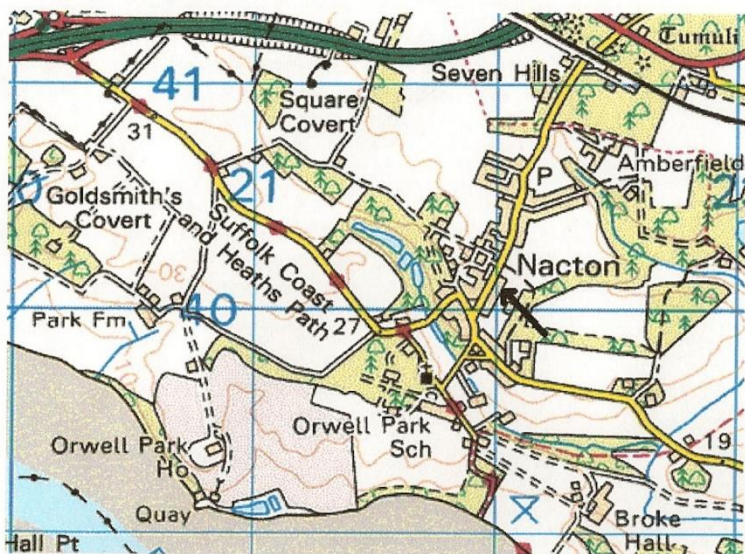 Tumuli
Seven Hills
41
Square
Covert
31
P
Amberfield
21
Goldsmith's
Covert
Suffolk Coast
and Heaths Path
Nacton
30
40
Park Fm
27
Orwell Park
Sch
Orwell Park
Ho
19
Quay
Broke
Hall
Hall Pt